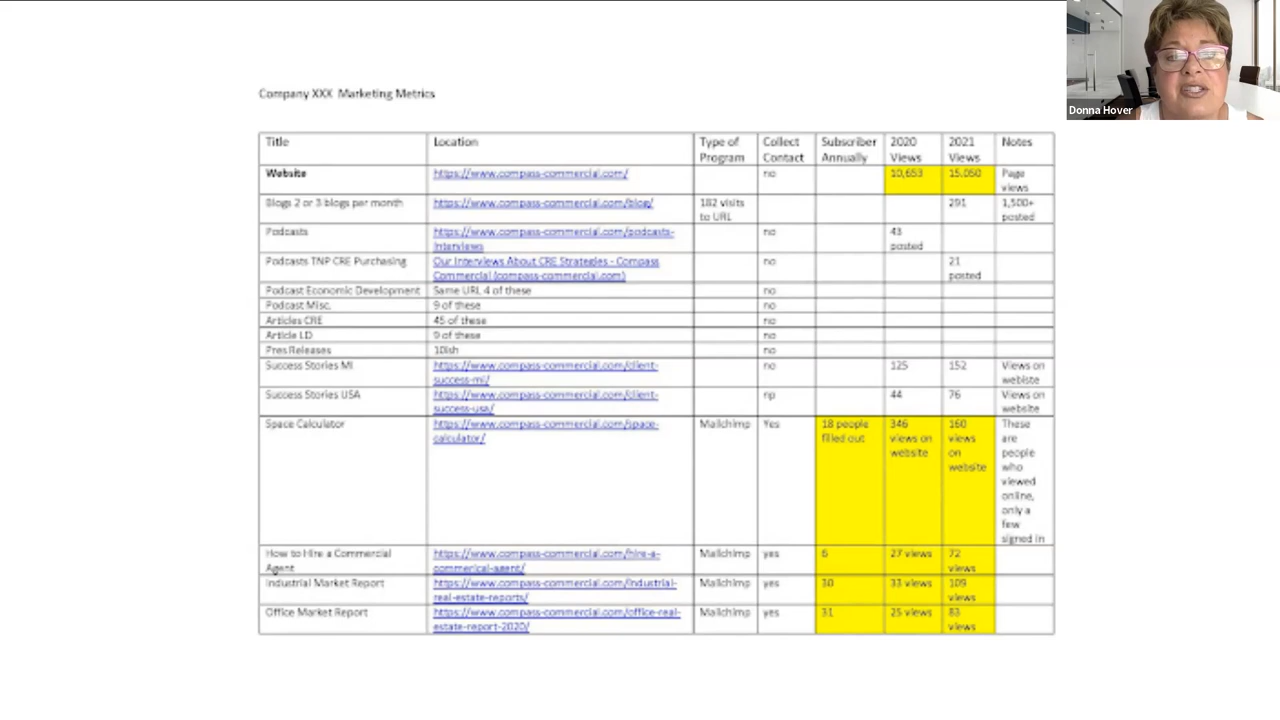 Donna Hover
Company XXX Marketing Metrics
Title Location Type of Program Collect Contact Subscriber Annually 2020 Views 2021 Views Notes
Website https://www.compass-commercial.com/ no 10,653 15,050 Page views
Blogs 2 or 3 blogs per month https://www.compass-commercial.com/blog/ 182 visits to URL 291 1,500+ posted
Podcasts https://www.compass-commercial.com/podcasts-interviews no 43 posted
Podcasts TNP CRE Purchasing Our Interviews About CRE Strategies - Compass Commercial (compass-commercial.com) no 21 posted
Podcast Economic Development Same URL 4 of these no
Podcast Misc. 9 of these no
Articles CRE 45 of these no
Article LD 9 of these no
Pres Releases 10ish no
Success Stories MI https://www.compass-commercial.com/client-success-mi/ no 125 152 Views on webiste
Success Stories USA https://www.compass-commercial.com/client-success-usa/ np 44 76 Views on website
Space Calculator https://www.compass-commercial.com/space-calculator/ Mailchimp Yes 18 people filled out 346 views on website 160 views on website These are people who viewed online, only a few signed in
How to Hire a Commercial Agent https://www.compass-commercial.com/hire-a-commerical-agent/ Mailchimp yes 6 27 views 72 views
Industrial Market Report https://www.compass-commercial.com/industrial-real-estate-reports/ Mailchimp yes 30 33 views 109 views
Office Market Report https://www.compass-commercial.com/office-real-estate-report-2020/ Mailchimp yes 31 25 views 83 views